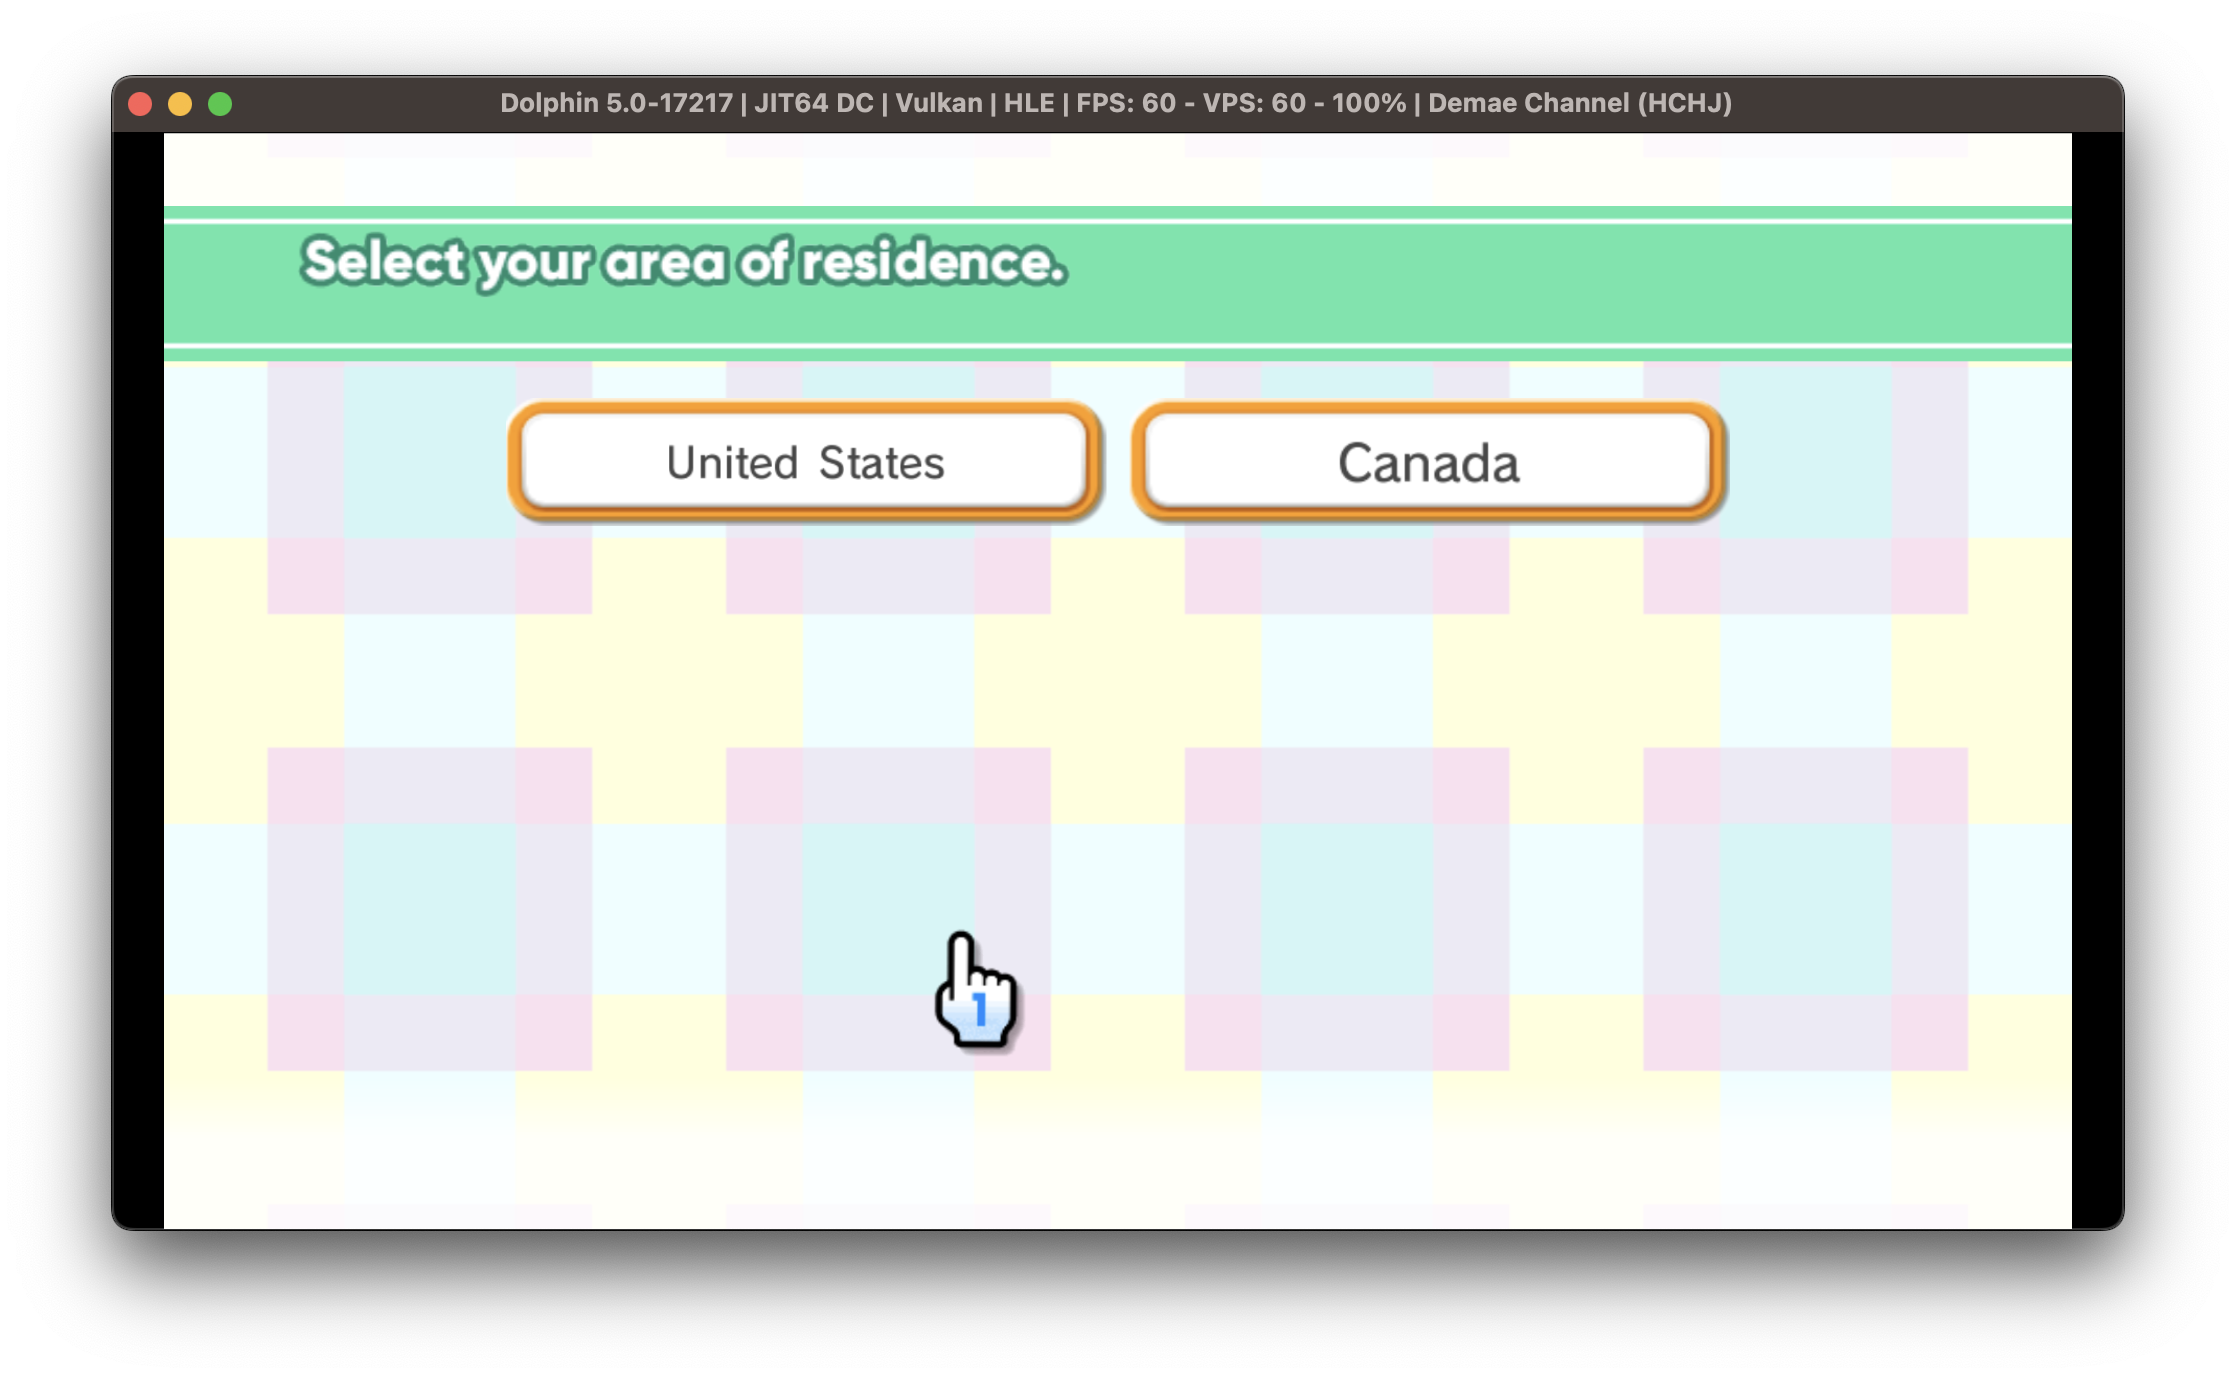 Dolphin 5.0-17217 | JIT64 DC | Vulkan | HLE | FPS: 60 - VPS: 60 - 100% | Demae Channel (HCHJ)
Select your area of residence.
United States
Canada
1